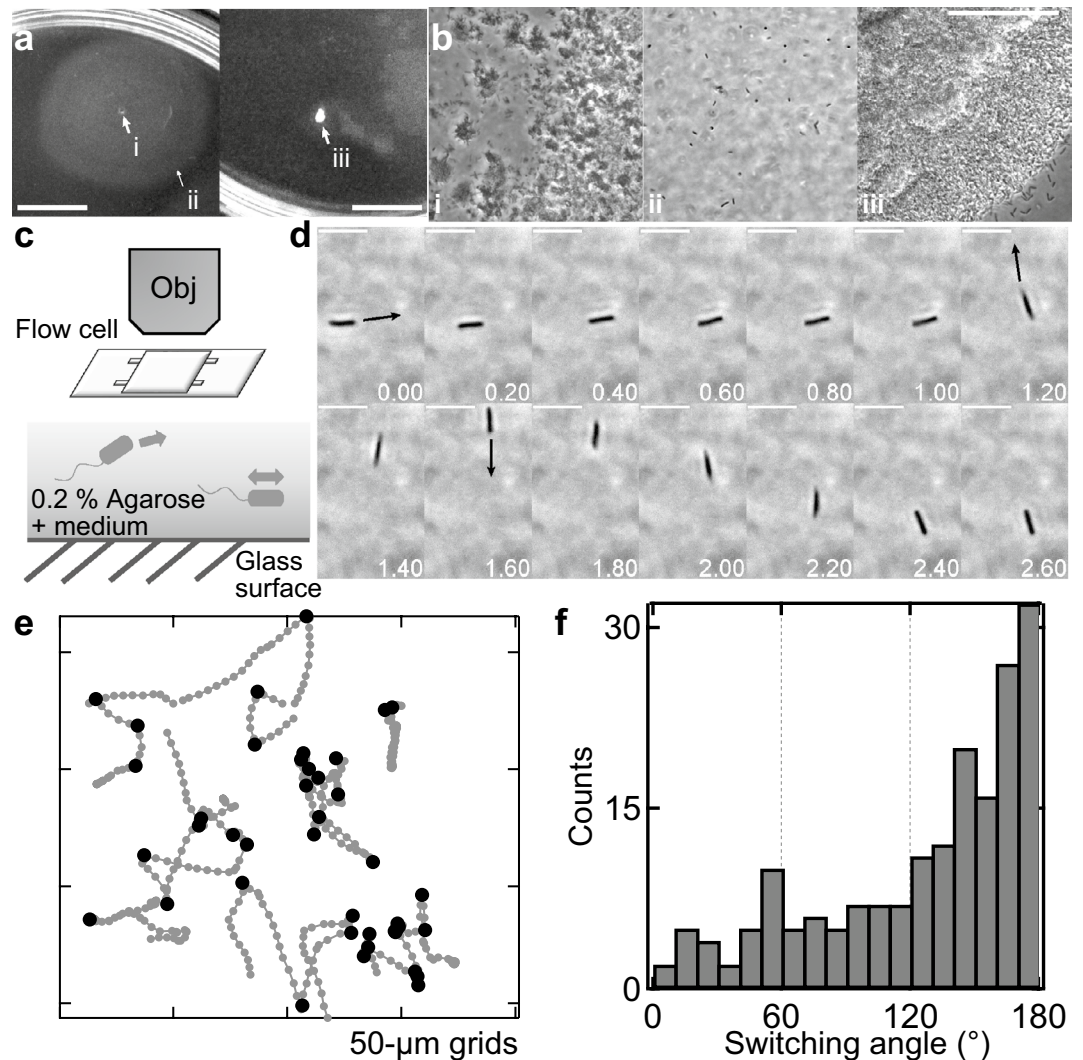 a
i
ii
iii
b
i
ii
iii
c
Obj
Flow cell
0.2 % Agarose
+ medium
Glass
surface
d
0.00
0.20
0.40
0.60
0.80
1.00
1.20
1.40
1.60
1.80
2.00
2.20
2.40
2.60
e
50-μm grids
f
30
15
0
Counts
0
60
120
180
Switching angle (°)